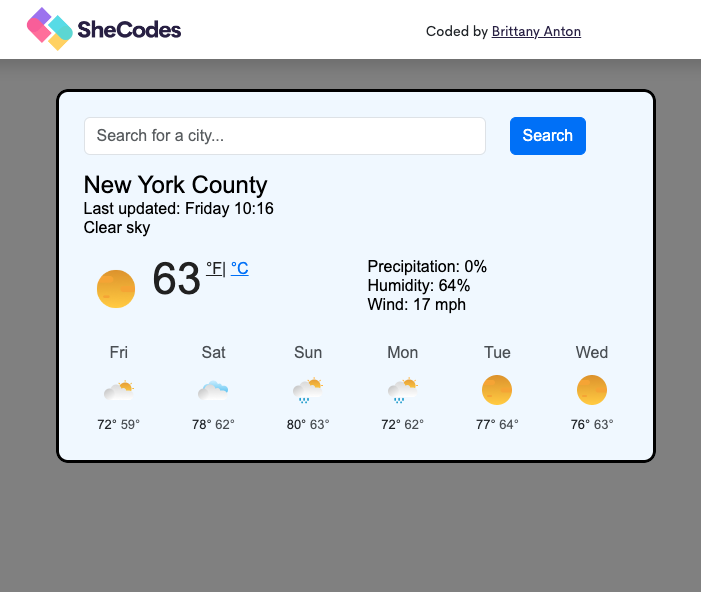 SheCodes
Coded by Brittany Anton
Search for a city...
Search
New York County
Last updated: Friday 10:16
Clear sky
63 °F| °C
Precipitation: 0%
Humidity: 64%
Wind: 17 mph
Fri Sat Sun Mon Tue Wed
72° 59° 78° 62° 80° 63° 72° 62° 77° 64° 76° 63°